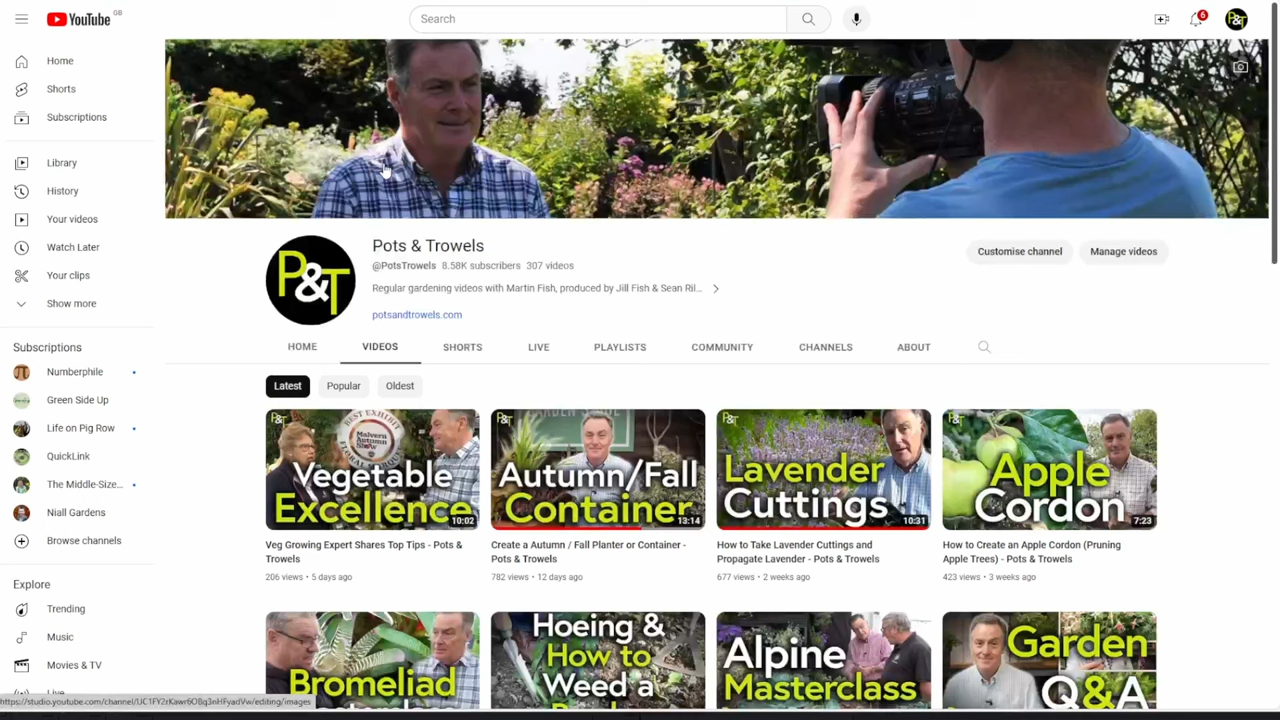 YouTube GB
Search
6
P&T
Home
Shorts
Subscriptions
Library
History
Your videos
Watch Later
Your clips
Show more
Subscriptions
Numberphile
Green Side Up
Life on Pig Row
QuickLink
The Middle-Size...
Niall Gardens
Browse channels
Explore
Trending
Music
Movies & TV
Live
P&T
Pots & Trowels
@PotsTrowels 8.58K subscribers 307 videos
Regular gardening videos with Martin Fish, produced by Jill Fish & Sean Ril...
potsandtrowels.com
Customise channel
Manage videos
HOME
VIDEOS
SHORTS
LIVE
PLAYLISTS
COMMUNITY
CHANNELS
ABOUT
Latest
Popular
Oldest
P&T
BEST EXHIBIT
Malvern
Autumn
Show
Vegetable
Excellence
10:02
Veg Growing Expert Shares Top Tips - Pots &
Trowels
206 views • 5 days ago
P&T
Autumn/Fall
Container
13:14
Create a Autumn / Fall Planter or Container -
Pots & Trowels
782 views • 12 days ago
P&T
Lavender
Cuttings
10:31
How to Take Lavender Cuttings and
Propagate Lavender - Pots & Trowels
677 views • 2 weeks ago
P&T
Apple
Cordon
7:23
How to Create an Apple Cordon (Pruning
Apple Trees) - Pots & Trowels
423 views • 3 weeks ago
Bromeliad
Hoeing &
How to
Weed a
Alpine
Masterclass
Garden
Q&A